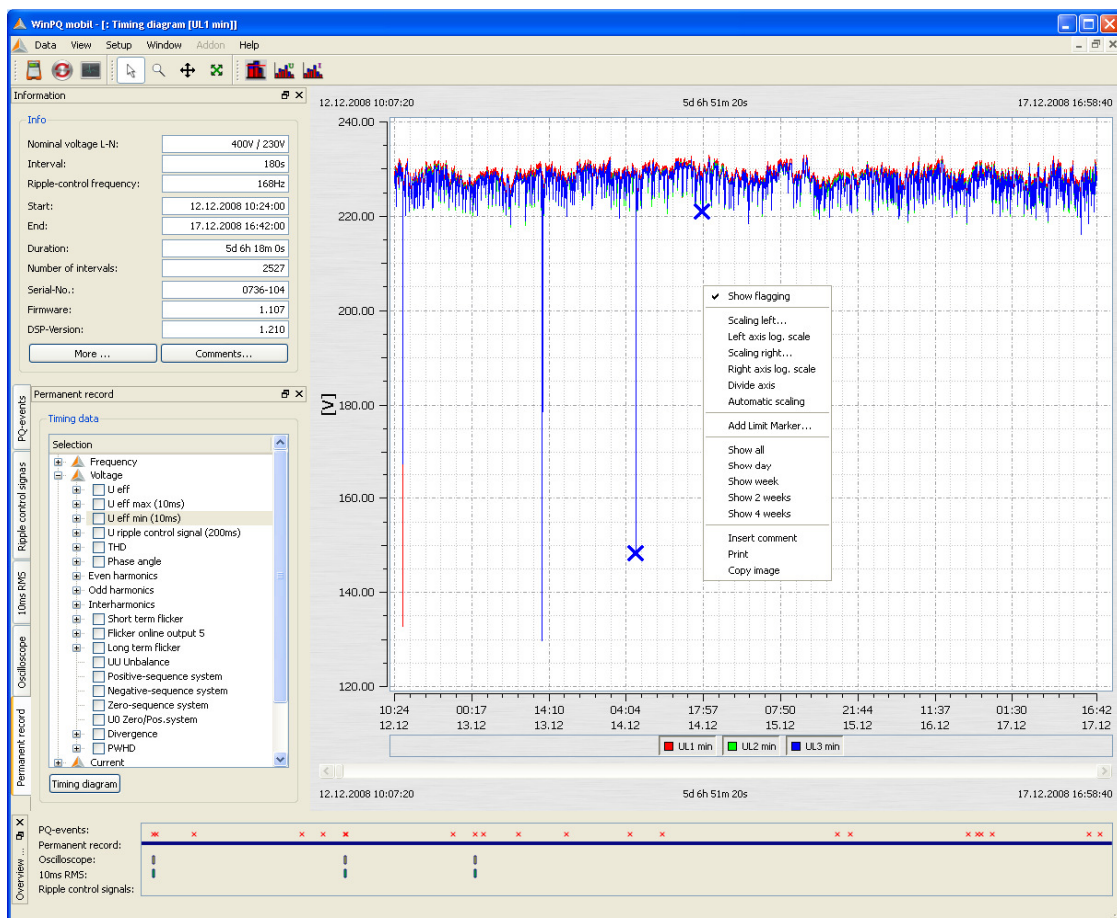 WinPQ mobil - [: Timing diagram [UL1 min]]
Data View Setup Window Addon Help
Information
Info
Nominal voltage L-N: 400V / 230V
Interval: 180s
Ripple-control frequency: 168Hz
Start: 12.12.2008 10:24:00
End: 17.12.2008 16:42:00
Duration: 5d 6h 18m 0s
Number of intervals: 2527
Serial-No.: 0736-104
Firmware: 1.107
DSP-Version: 1.210
More ... Comments...
PQ-events
Ripple control signas
10ms RMS
Oscilloscope
Permanent record
Permanent record
Timing data
Selection
Frequency
Voltage
U eff
U eff max (10ms)
U eff min (10ms)
U ripple control signal (200ms)
THD
Phase angle
Even harmonics
Odd harmonics
Interharmonics
Short term flicker
Flicker online output 5
Long term flicker
UU Unbalance
Positive-sequence system
Negative-sequence system
Zero-sequence system
U0 Zero/Pos.system
Divergence
PWHD
Current
Timing diagram
12.12.2008 10:07:20 5d 6h 51m 20s 17.12.2008 16:58:40
240.00
220.00
200.00
[V]
180.00
160.00
140.00
120.00
Show flagging
Scaling left...
Left axis log. scale
Scaling right...
Right axis log. scale
Divide axis
Automatic scaling
Add Limit Marker...
Show all
Show day
Show week
Show 2 weeks
Show 4 weeks
Insert comment
Print
Copy image
10:24 00:17 14:10 04:04 17:57 07:50 21:44 11:37 01:30 16:42
12.12 13.12 13.12 14.12 14.12 15.12 15.12 16.12 17.12 17.12
UL1 min UL2 min UL3 min
12.12.2008 10:07:20 5d 6h 51m 20s 17.12.2008 16:58:40
Overview ...
PQ-events:
Permanent record:
Oscilloscope:
10ms RMS:
Ripple control signals: